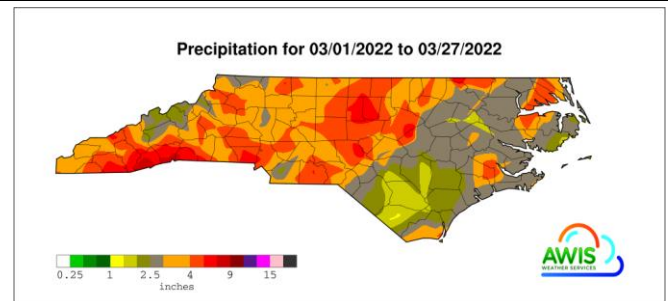 Precipitation for 03/01/2022 to 03/27/2022
0.25 1 2.5 4 9 15
inches
AWIS
WEATHER SERVICES